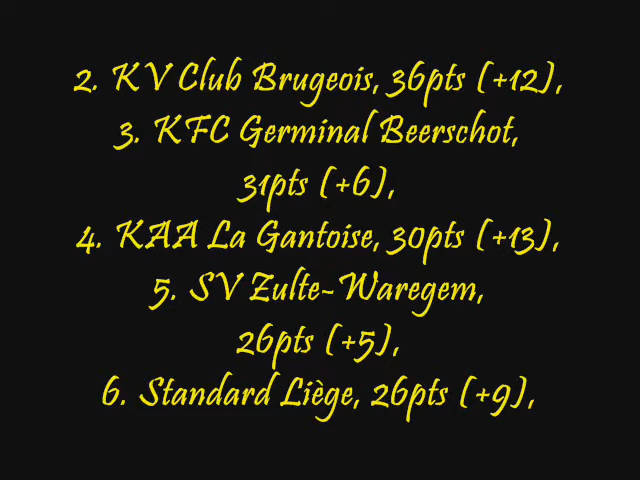 2. KV Club Brugeois, 36pts (+12),
3. KFC Germinal Beerschot,
31pts (+6),
4. KAA La Gantoise, 30pts (+13),
5. SV Zulte-Waregem,
26pts (+5),
6. Standard Liège, 26pts (+9),